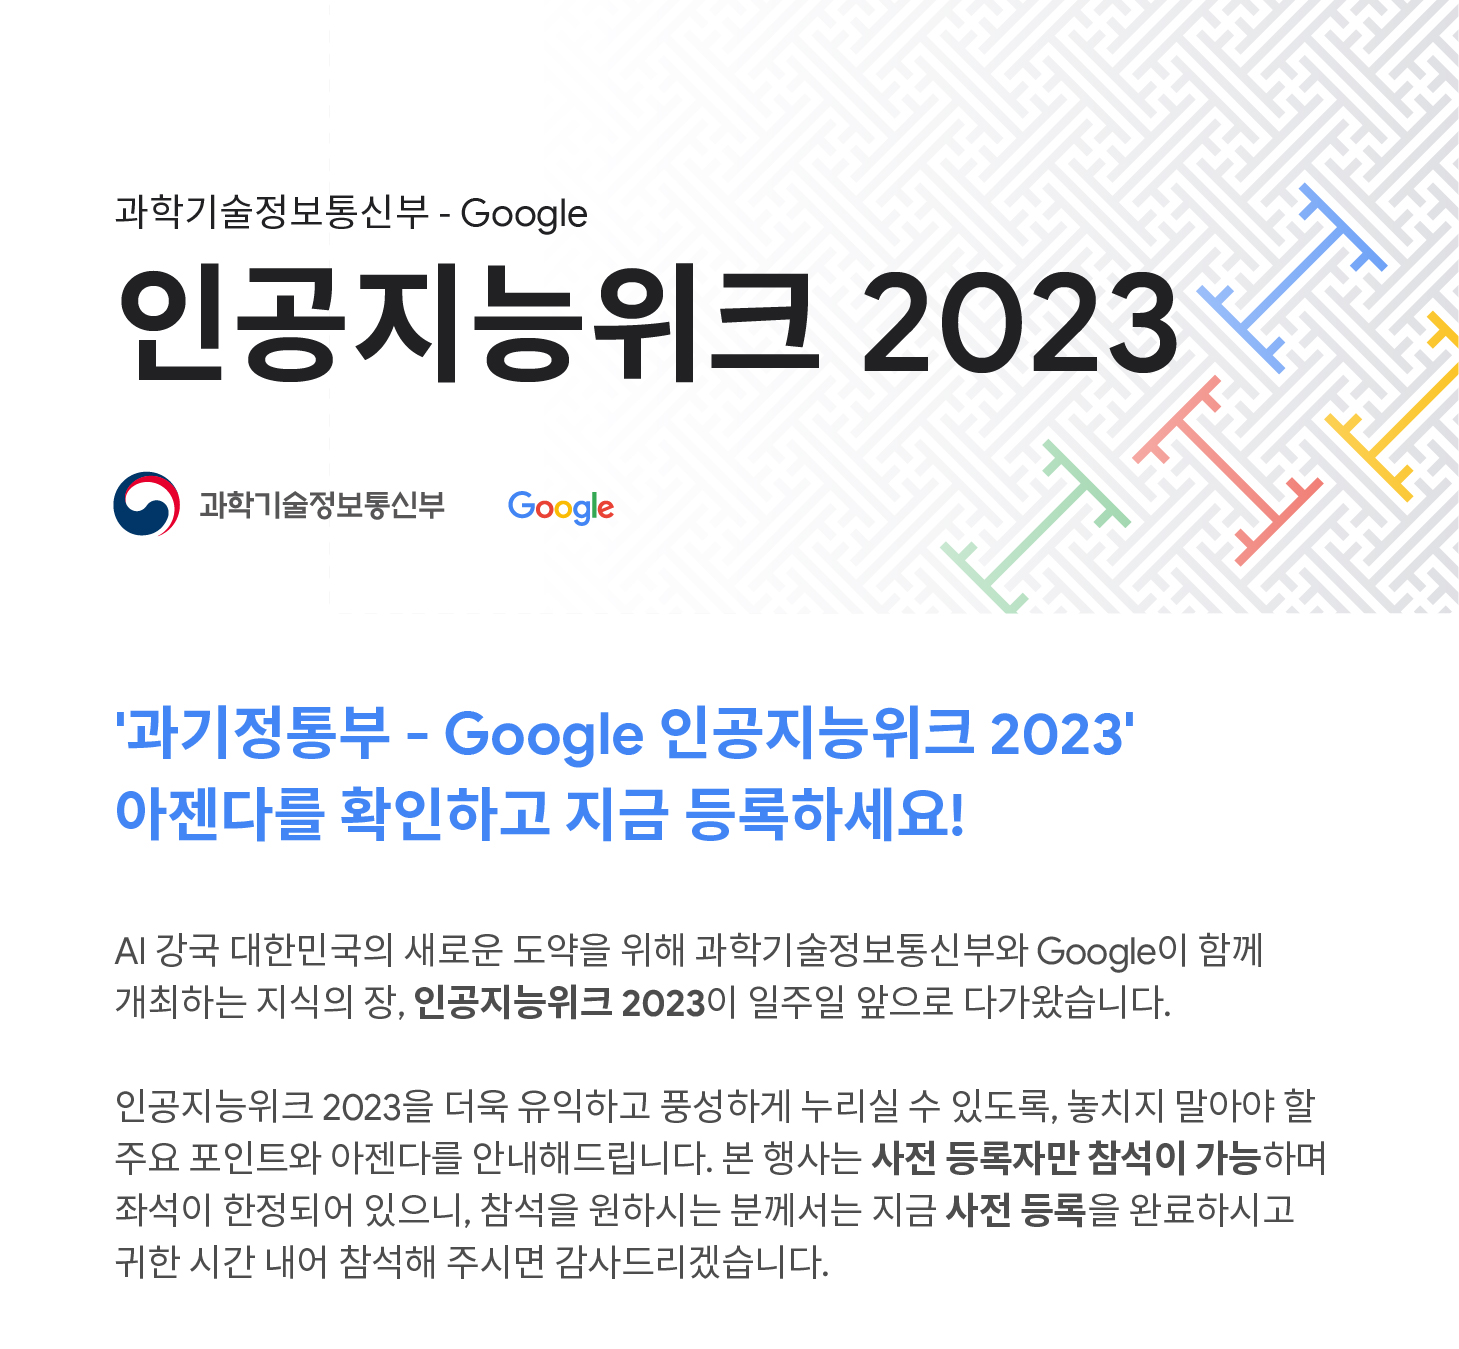 과학기술정보통신부 - Google
인공지능위크 2023
과학기술정보통신부 Google
'과기정통부 - Google 인공지능위크 2023'
아젠다를 확인하고 지금 등록하세요!
AI 강국 대한민국의 새로운 도약을 위해 과학기술정보통신부와 Google이 함께
개최하는 지식의 장, 인공지능위크 2023이 일주일 앞으로 다가왔습니다.
인공지능위크 2023을 더욱 유익하고 풍성하게 누리실 수 있도록, 놓치지 말아야 할
주요 포인트와 아젠다를 안내해드립니다. 본 행사는 사전 등록자만 참석이 가능하며
좌석이 한정되어 있으니, 참석을 원하시는 분께서는 지금 사전 등록을 완료하시고
귀한 시간 내어 참석해 주시면 감사드리겠습니다.